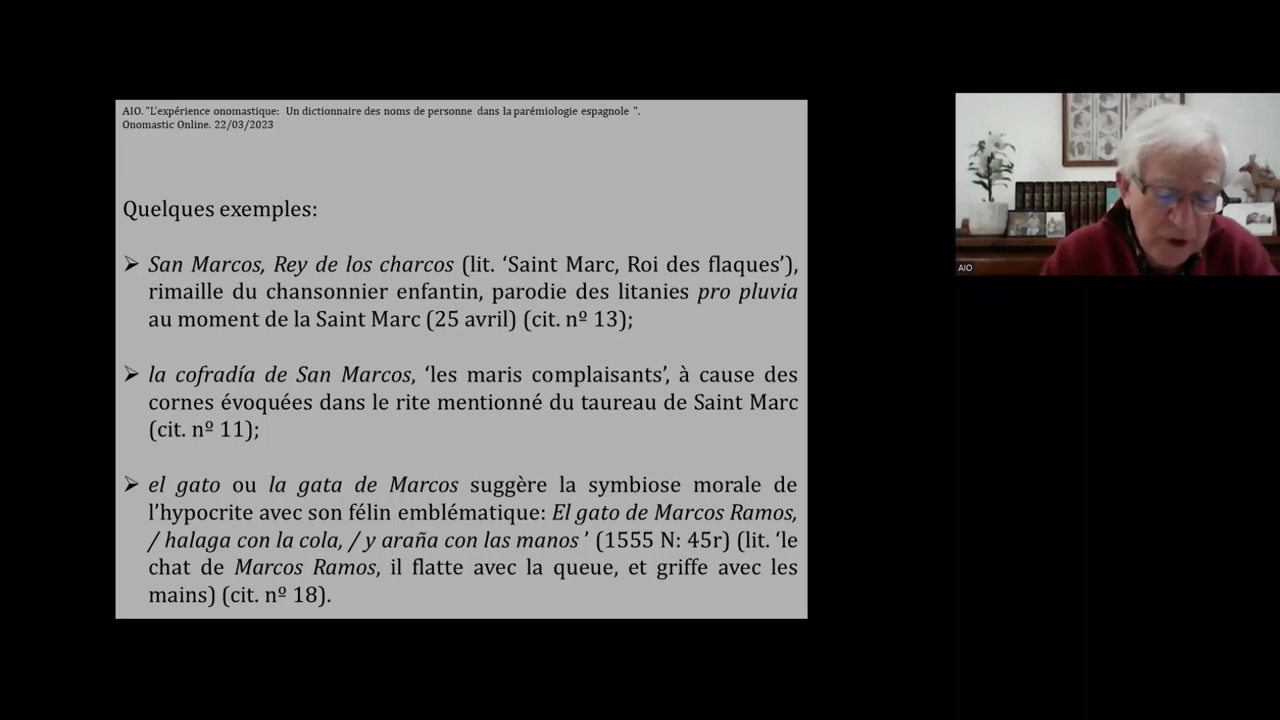 AIO. "L'expérience onomastique: Un dictionnaire des noms de personne dans la parémiologie espagnole ".
Onomastic Online. 22/03/2023
Quelques exemples:
➢ San Marcos, Rey de los charcos (lit. ‘Saint Marc, Roi des flaques’),
rimaille du chansonnier enfantin, parodie des litanies pro pluvia
au moment de la Saint Marc (25 avril) (cit. nº 13);
➢ la cofradía de San Marcos, ‘les maris complaisants’, à cause des
cornes évoquées dans le rite mentionné du taureau de Saint Marc
(cit. nº 11);
➢ el gato ou la gata de Marcos suggère la symbiose morale de
l’hypocrite avec son félin emblématique: El gato de Marcos Ramos,
/ halaga con la cola, / y araña con las manos ’ (1555 N: 45r) (lit. ‘le
chat de Marcos Ramos, il flatte avec la queue, et griffe avec les
mains) (cit. nº 18).
AIO